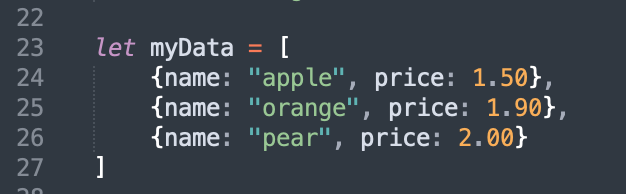 22
23 let myData = [
24 {name: "apple", price: 1.50},
25 {name: "orange", price: 1.90},
26 {name: "pear", price: 2.00}
27 ]